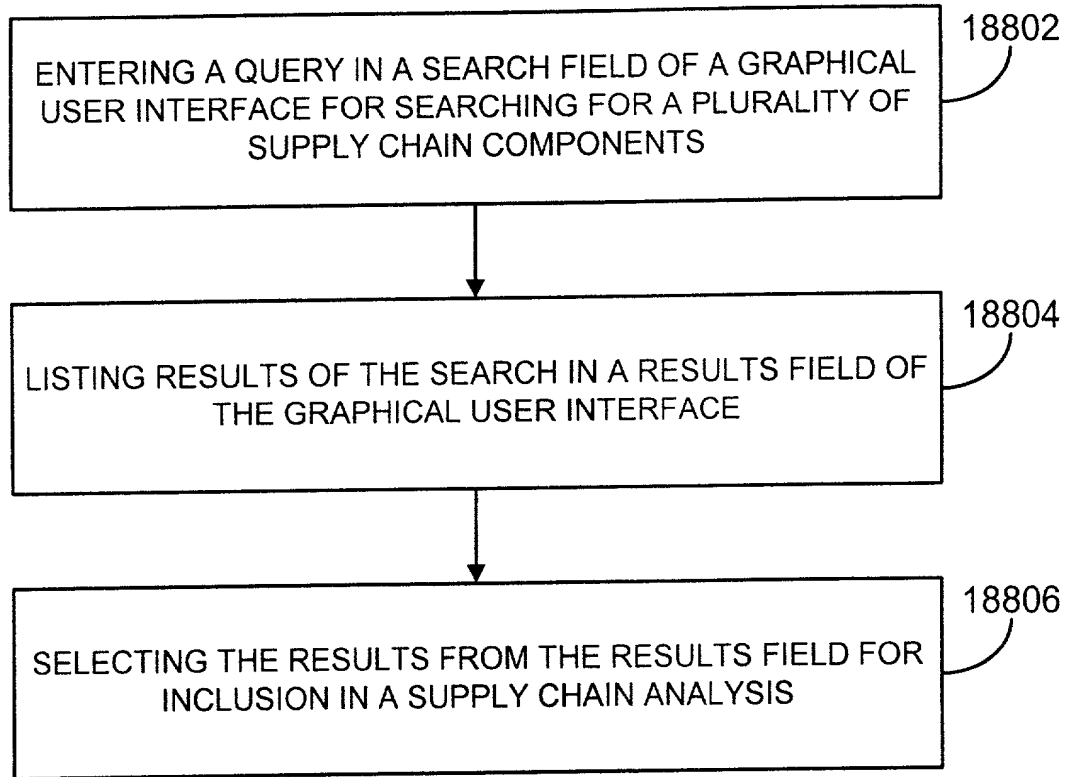 18802
ENTERING A QUERY IN A SEARCH FIELD OF A GRAPHICAL
USER INTERFACE FOR SEARCHING FOR A PLURALITY OF
SUPPLY CHAIN COMPONENTS
18804
LISTING RESULTS OF THE SEARCH IN A RESULTS FIELD OF
THE GRAPHICAL USER INTERFACE
18806
SELECTING THE RESULTS FROM THE RESULTS FIELD FOR
INCLUSION IN A SUPPLY CHAIN ANALYSIS